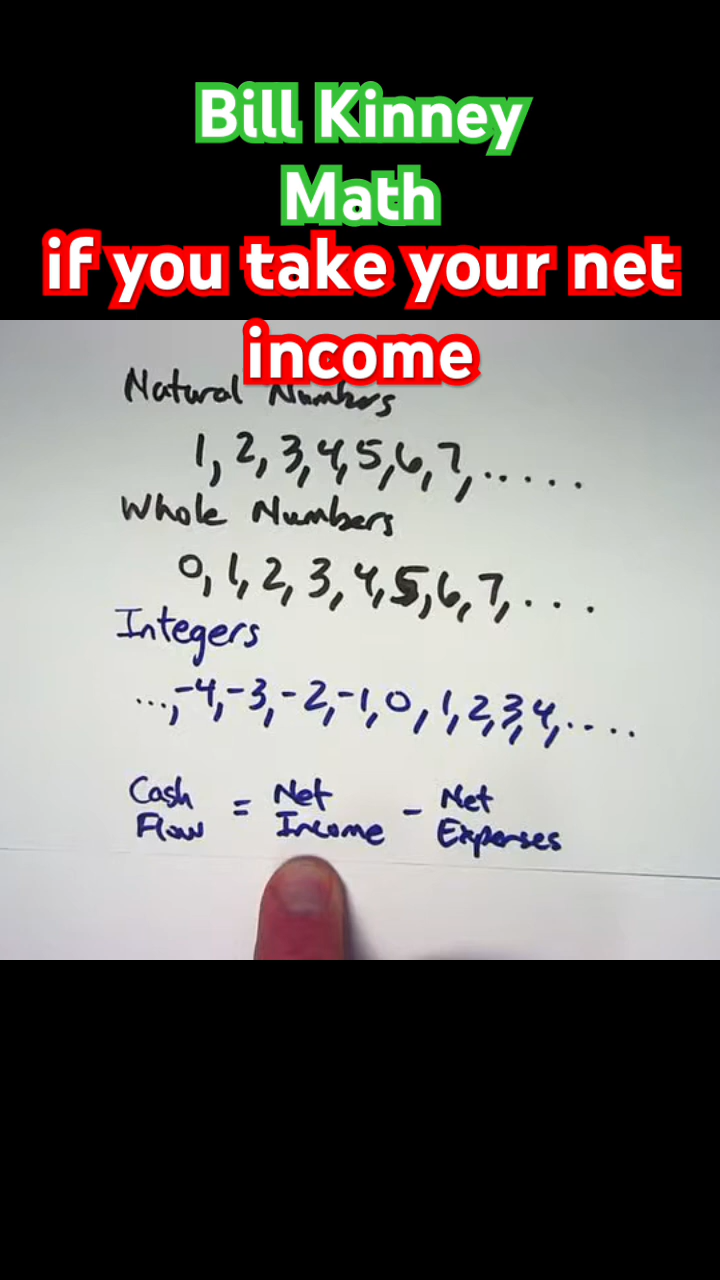 Bill Kinney
Math
if you take your net
income
Natural Numbers
1, 2, 3, 4, 5, 6, 7, .....
Whole Numbers
0, 1, 2, 3, 4, 5, 6, 7, ...
Integers
..., -4, -3, -2, -1, 0, 1, 2, 3, 4, ....
Cash Flow = Net Income - Net Expenses